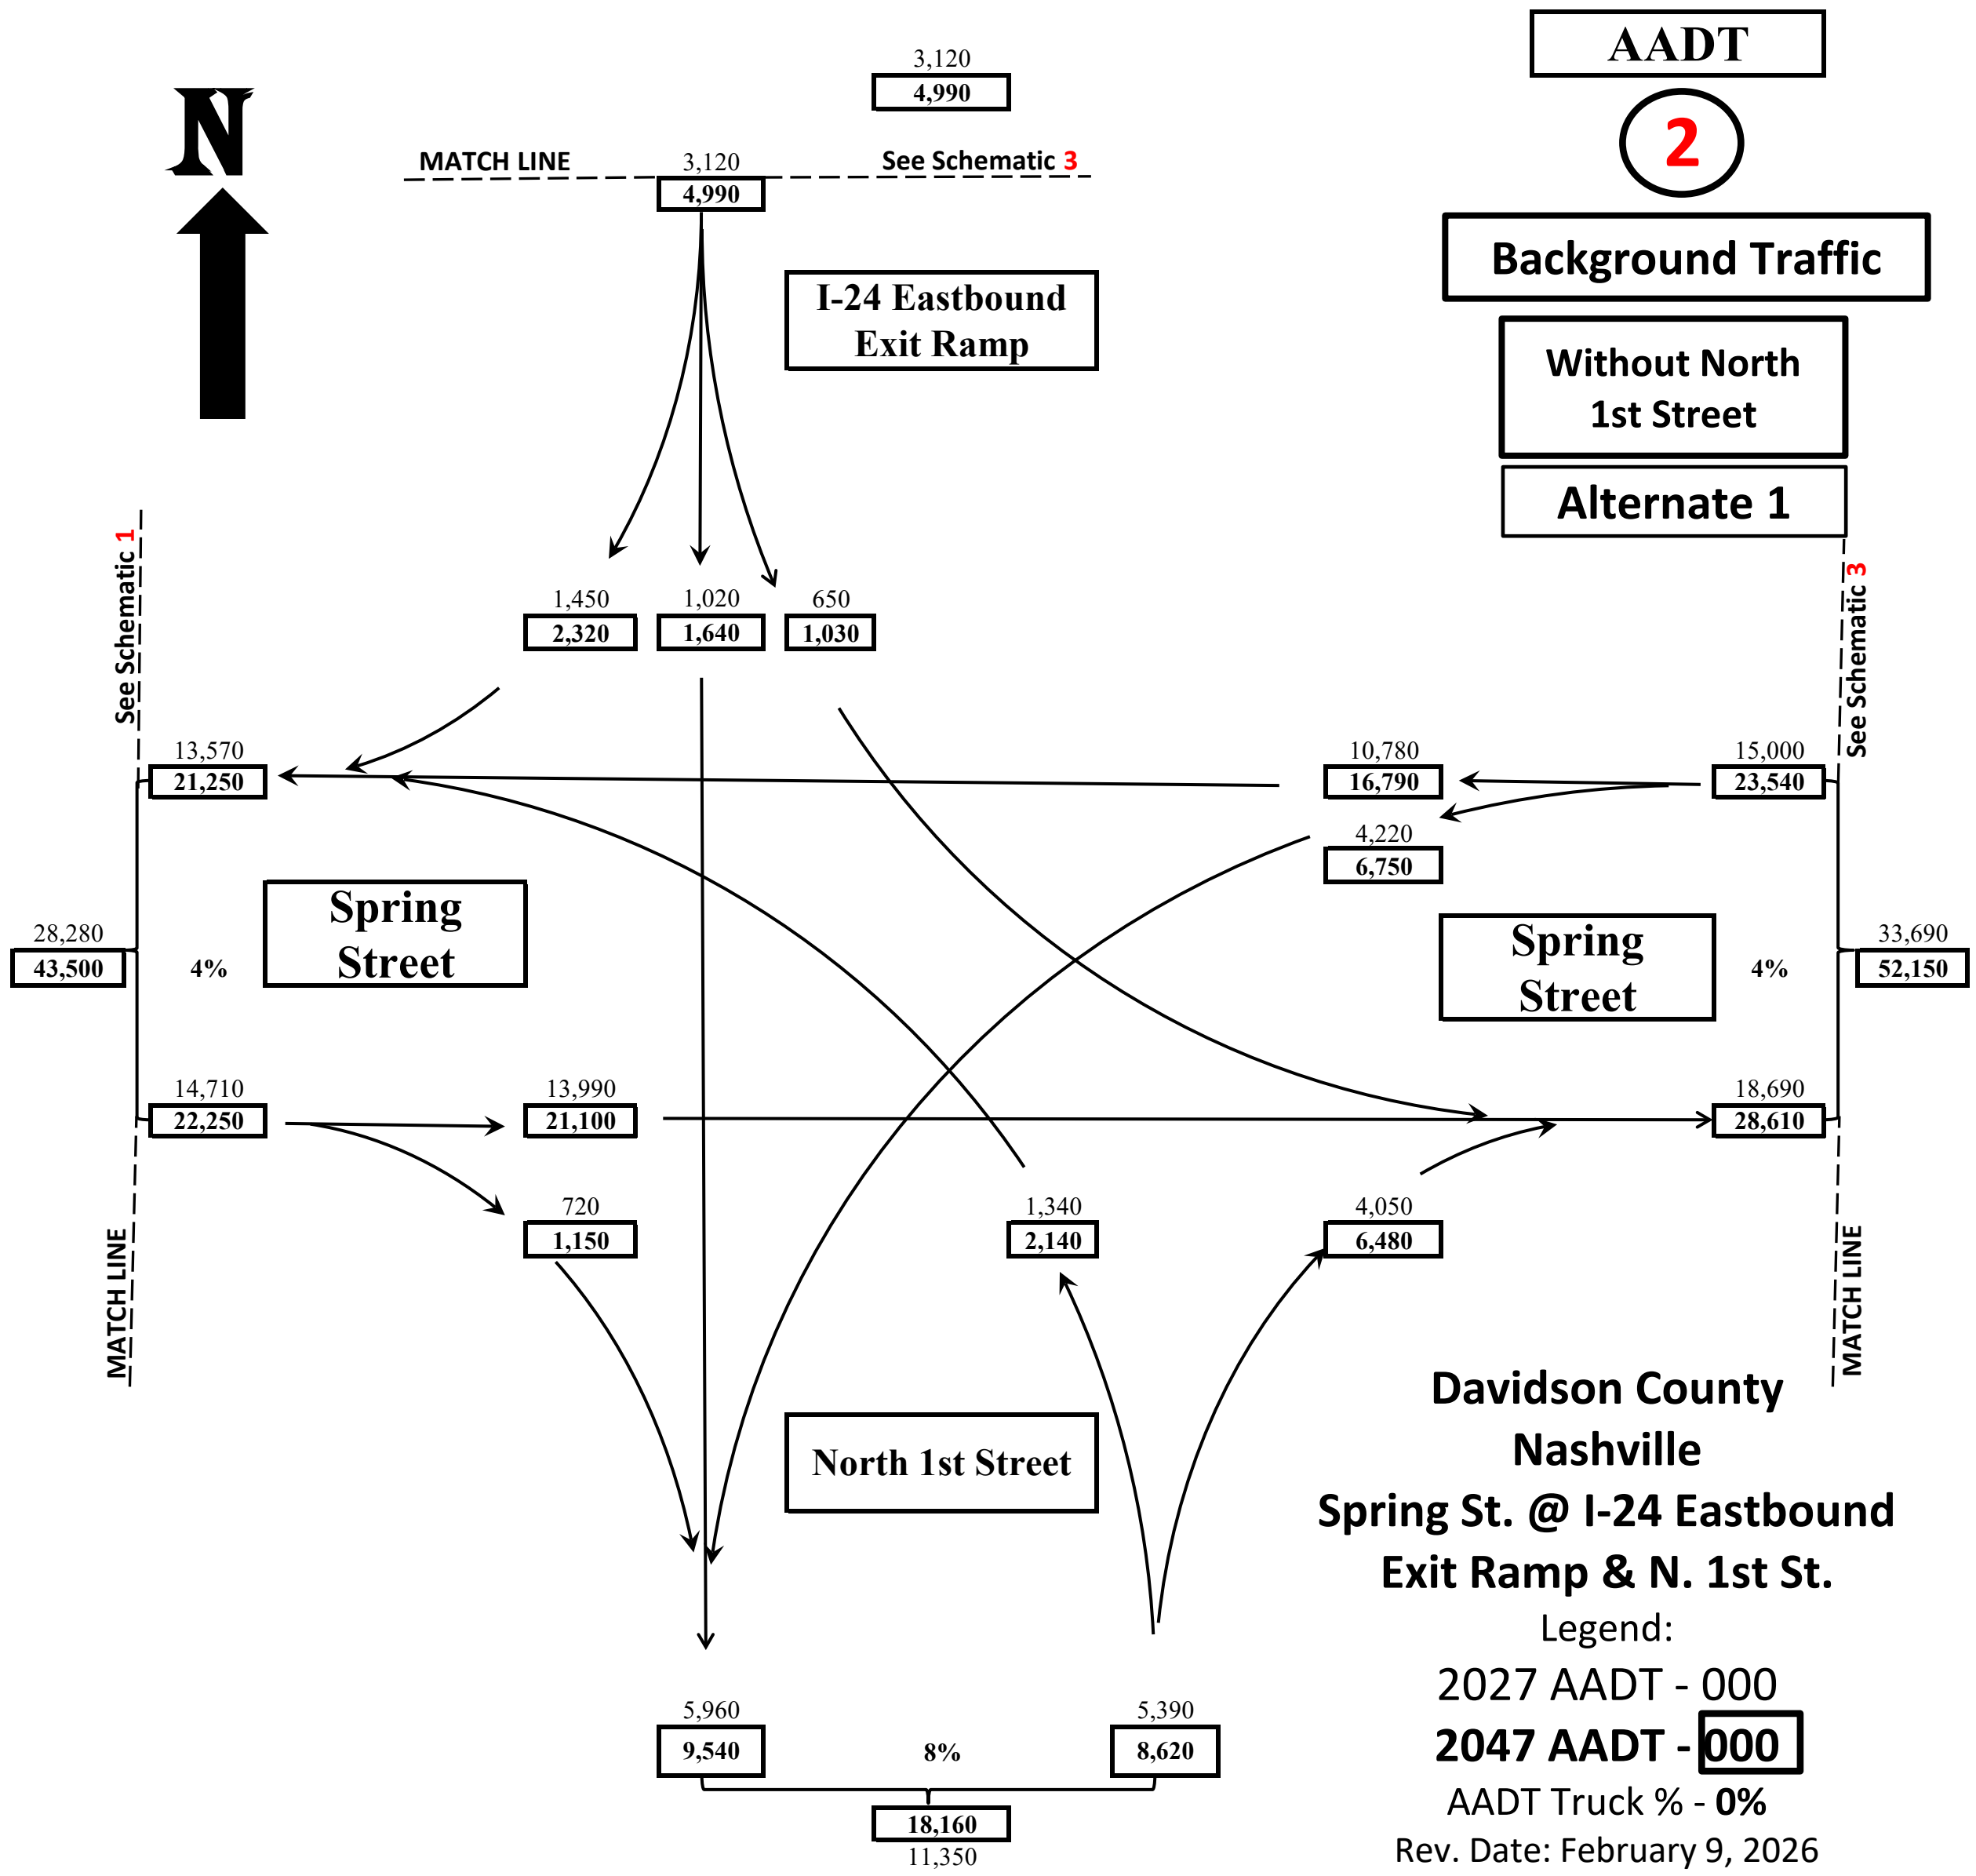 AADT
3,120
4,990
N
2
MATCH LINE
3,120
See Schematic 3
4,990
Background Traffic
I-24 Eastbound
Exit Ramp
Without North
1st Street
Alternate 1
See Schematic 1
See Schematic 3
1,450
1,020
650
2,320
1,640
1,030
13,570
10,780
15,000
21,250
16,790
23,540
4,220
6,750
Spring
Street
Spring
Street
28,280
43,500
4%
4%
33,690
52,150
14,710
13,990
18,690
22,250
21,100
28,610
720
1,340
4,050
1,150
2,140
6,480
MATCH LINE
MATCH LINE
North 1st Street
Davidson County
Nashville
Spring St. @ I-24 Eastbound
Exit Ramp & N. 1st St.
Legend:
2027 AADT - 000
2047 AADT - 000
AADT Truck % - 0%
Rev. Date: February 9, 2026
5,960
5,390
9,540
8%
8,620
18,160
11,350